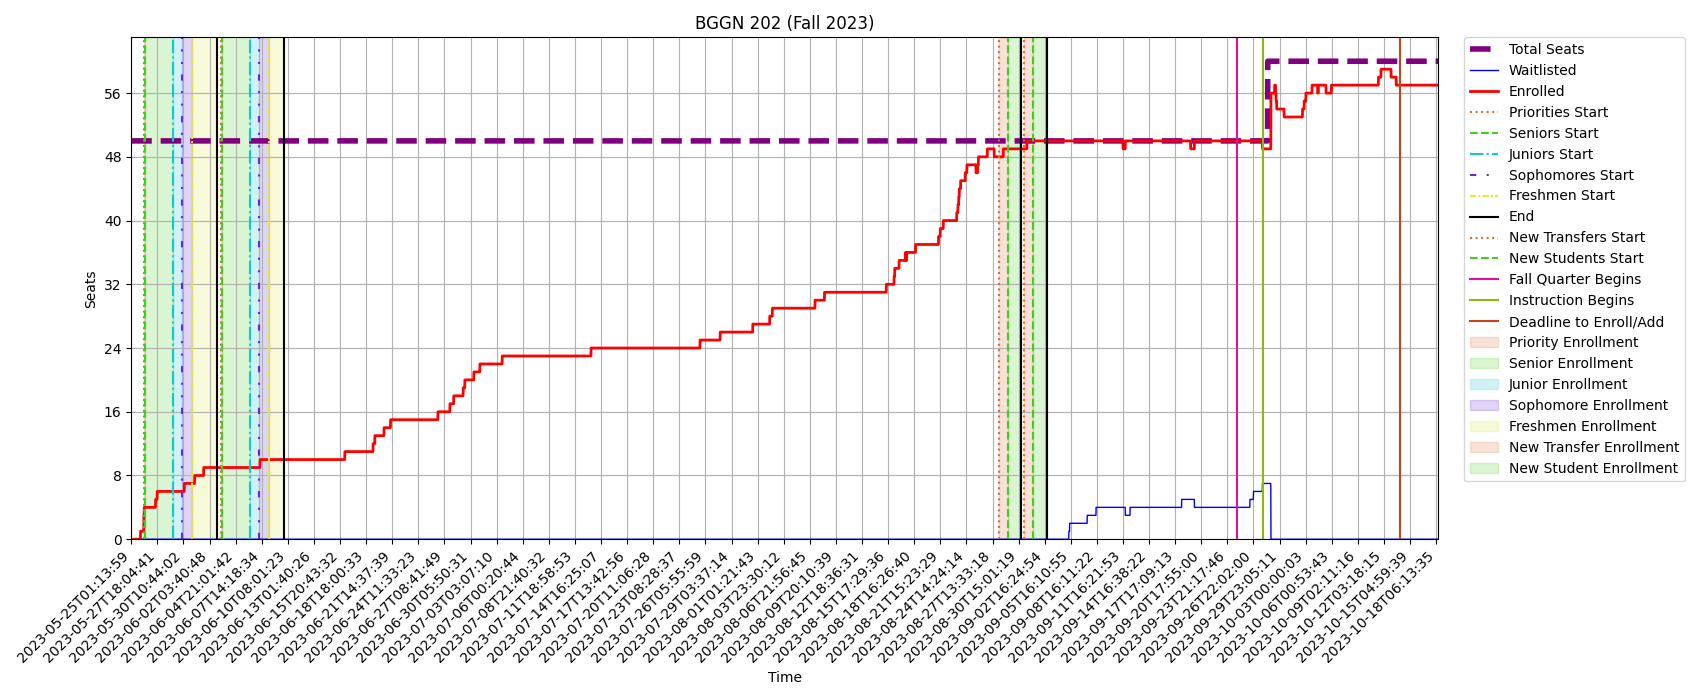 BGGN 202 (Fall 2023)
Seats
56
48
40
32
24
16
8
0
2023-05-25T01:13:59
2023-05-27T18:04:41
2023-05-30T10:44:02
2023-06-02T03:40:48
2023-06-04T21:01:42
2023-06-07T14:18:34
2023-06-10T08:01:23
2023-06-13T01:40:26
2023-06-15T20:43:32
2023-06-18T18:00:33
2023-06-21T14:37:39
2023-06-24T11:33:23
2023-06-27T08:41:49
2023-06-30T05:50:31
2023-07-03T03:07:10
2023-07-06T00:20:44
2023-07-08T21:40:32
2023-07-11T18:58:53
2023-07-14T16:25:07
2023-07-17T13:42:56
2023-07-20T11:06:28
2023-07-23T08:28:37
2023-07-26T05:55:59
2023-07-29T03:37:14
2023-08-01T01:21:43
2023-08-03T23:30:12
2023-08-06T21:56:45
2023-08-09T20:10:39
2023-08-12T18:36:31
2023-08-15T17:29:36
2023-08-18T16:26:40
2023-08-21T15:23:29
2023-08-24T14:24:14
2023-08-27T13:33:18
2023-08-30T15:01:19
2023-09-02T16:24:54
2023-09-05T16:10:55
2023-09-08T16:11:22
2023-09-11T16:21:53
2023-09-14T16:38:22
2023-09-17T17:09:13
2023-09-20T17:55:00
2023-09-23T21:17:46
2023-09-26T22:02:00
2023-09-29T23:05:11
2023-10-03T00:00:03
2023-10-06T00:53:43
2023-10-09T02:11:16
2023-10-12T03:18:15
2023-10-15T04:59:39
2023-10-18T06:13:35
Time
Total Seats
Waitlisted
Enrolled
Priorities Start
Seniors Start
Juniors Start
Sophomores Start
Freshmen Start
End
New Transfers Start
New Students Start
Fall Quarter Begins
Instruction Begins
Deadline to Enroll/Add
Priority Enrollment
Senior Enrollment
Junior Enrollment
Sophomore Enrollment
Freshmen Enrollment
New Transfer Enrollment
New Student Enrollment